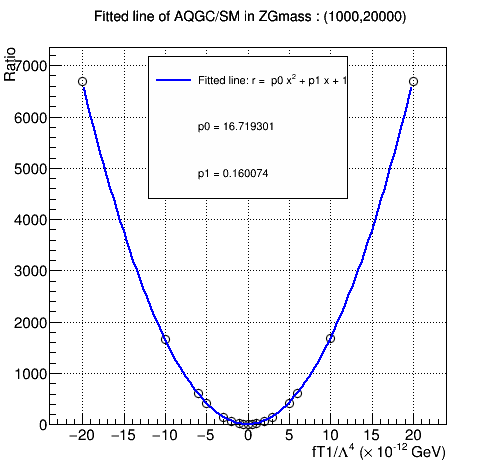 Fitted line of AQGC/SM in ZGmass : (1000,20000)
Ratio
Fitted line: r = p0 x² + p1 x + 1
p0 = 16.719301
p1 = 0.160074
7000
6000
5000
4000
3000
2000
1000
0
−20 −15 −10 −5 0 5 10 15 20
fT1/Λ⁴ (× 10⁻¹² GeV)